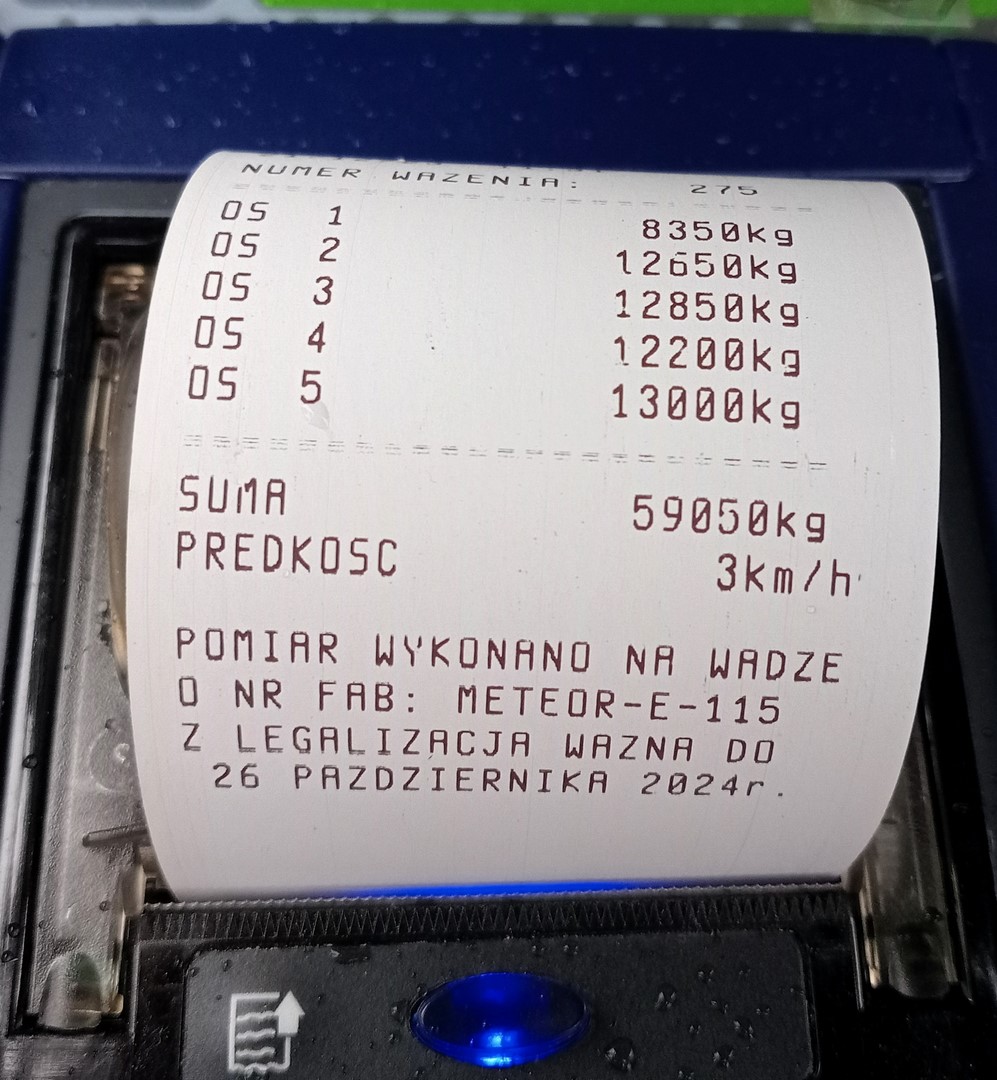 NUMER WAZENIA: 275
OS 1 8350kg
OS 2 12650kg
OS 3 12850kg
OS 4 12200kg
OS 5 13000kg
SUMA 59050kg
PREDKOSC 3km/h
POMIAR WYKONANO NA WADZE
O NR FAB: METEOR-E-115
Z LEGALIZACJA WAZNA DO
26 PAZDZIERNIKA 2024r.